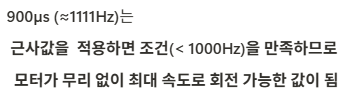 900μs (≈1111Hz)는
근사값을 적용하면 조건(< 1000Hz)을 만족하므로
모터가 무리 없이 최대 속도로 회전 가능한 값이 됨